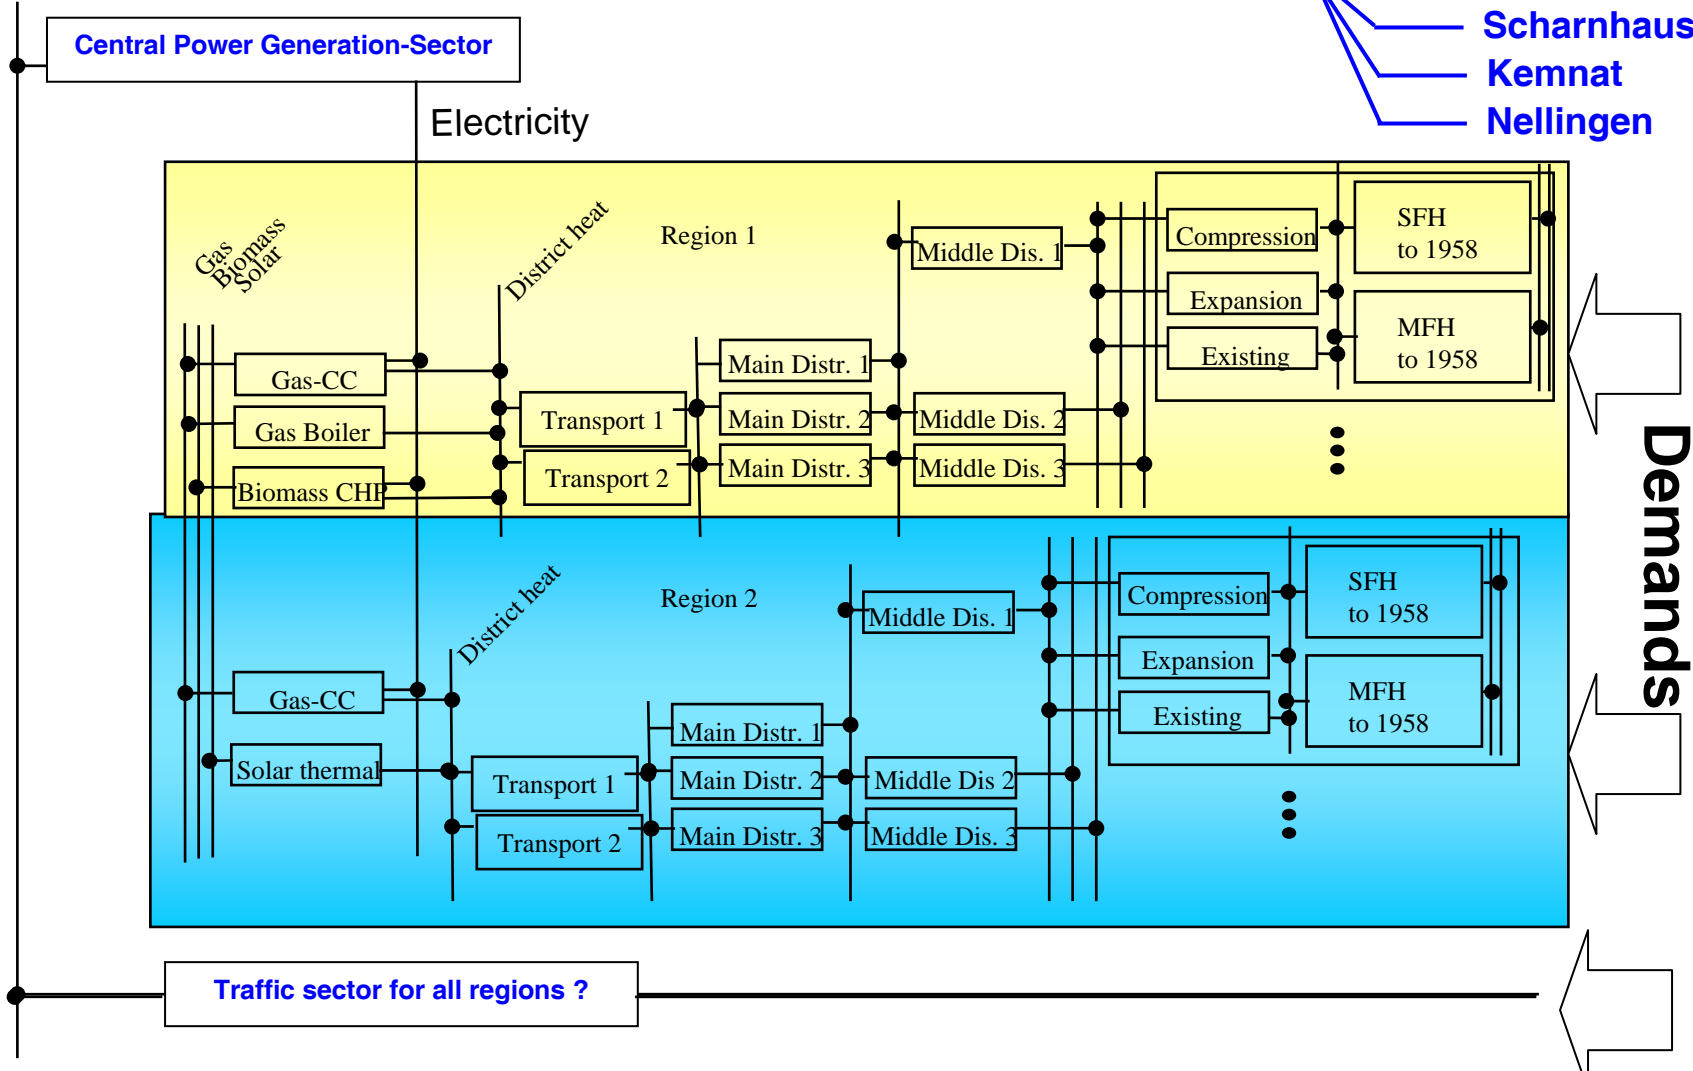 Scharnhaus
Kemnat
Nellingen
Central Power Generation-Sector
Electricity
Gas
Biomass
Solar
District heat
Region 1
Middle Dis. 1
Compression
SFH
to 1958
Expansion
MFH
to 1958
Existing
Gas-CC
Main Distr. 1
Gas Boiler
Transport 1
Main Distr. 2
Middle Dis. 2
Biomass CHP
Transport 2
Main Distr. 3
Middle Dis. 3
Demands
District heat
Region 2
Middle Dis. 1
Compression
SFH
to 1958
Expansion
MFH
to 1958
Existing
Gas-CC
Main Distr. 1
Solar thermal
Transport 1
Main Distr. 2
Middle Dis 2
Transport 2
Main Distr. 3
Middle Dis. 3
Traffic sector for all regions ?